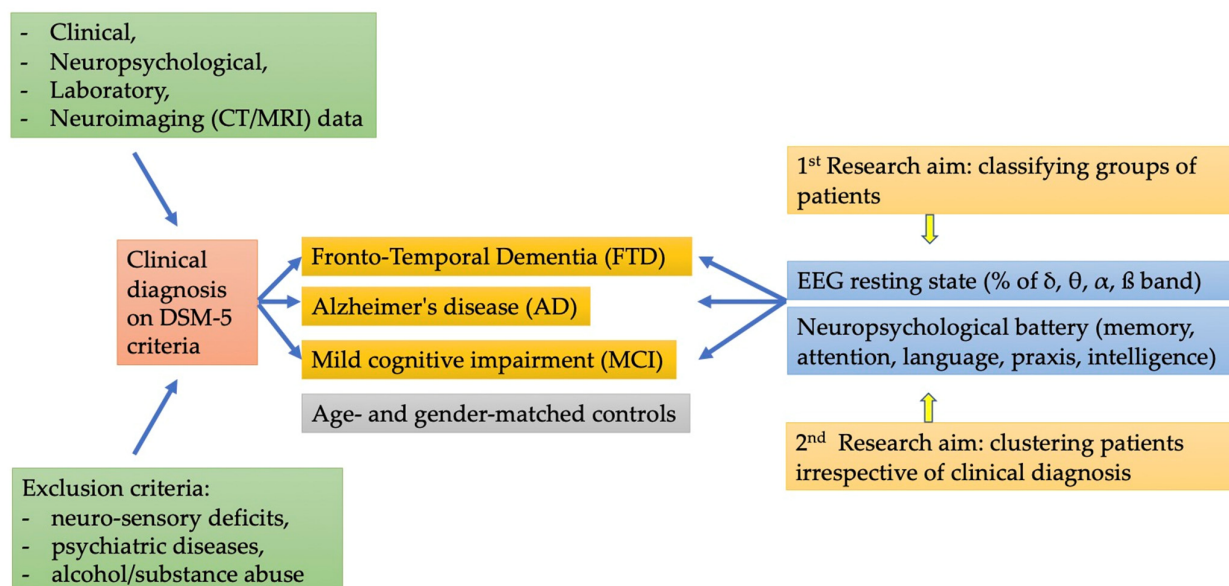 - Clinical,
- Neuropsychological,
- Laboratory,
- Neuroimaging (CT/MRI) data
Clinical
diagnosis
on DSM-5
criteria
Exclusion criteria:
- neuro-sensory deficits,
- psychiatric diseases,
- alcohol/substance abuse
Fronto-Temporal Dementia (FTD)
Alzheimer's disease (AD)
Mild cognitive impairment (MCI)
Age- and gender-matched controls
1st Research aim: classifying groups of
patients
EEG resting state (% of δ, θ, α, ß band)
Neuropsychological battery (memory,
attention, language, praxis, intelligence)
2nd Research aim: clustering patients
irrespective of clinical diagnosis